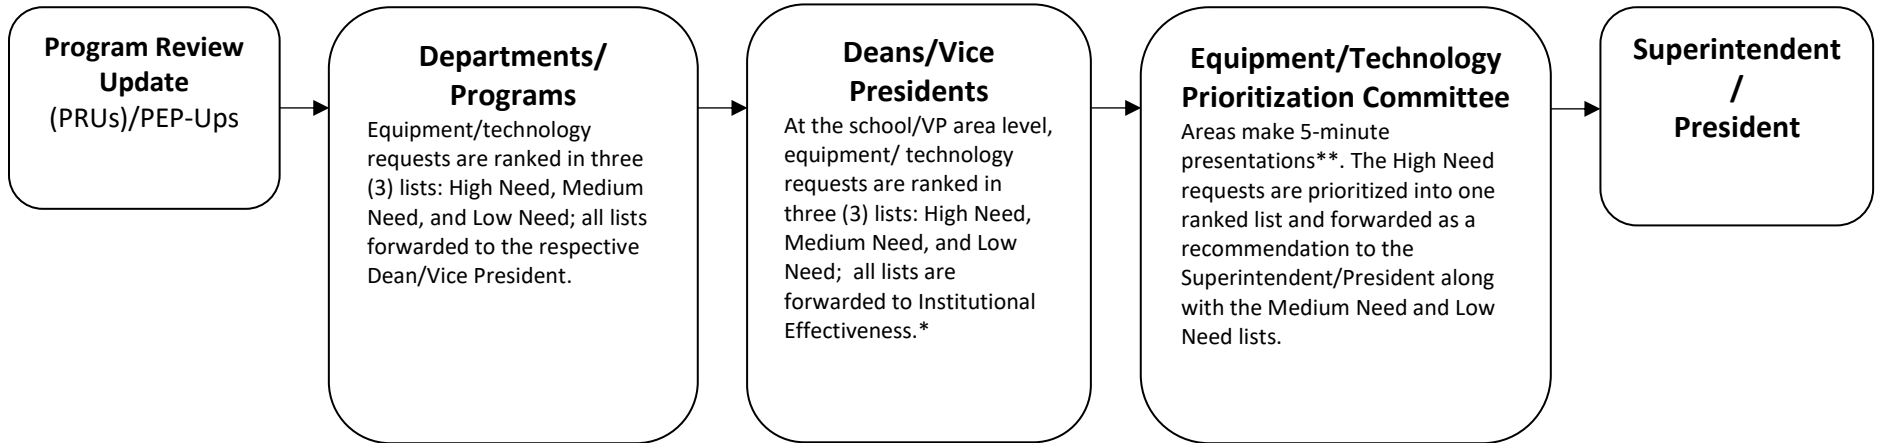 Program Review
Update
(PRUs)/PEP-Ups
Departments/
Programs
Equipment/technology
requests are ranked in three
(3) lists: High Need, Medium
Need, and Low Need; all lists
forwarded to the respective
Dean/Vice President.
Deans/Vice
Presidents
At the school/VP area level,
equipment/ technology
requests are ranked in
three (3) lists: High Need,
Medium Need, and Low
Need;  all lists are
forwarded to Institutional
Effectiveness.*
Equipment/Technology
Prioritization Committee
Areas make 5-minute
presentations**. The High Need
requests are prioritized into one
ranked list and forwarded as a
recommendation to the
Superintendent/President along
with the Medium Need and Low
Need lists.
Superintendent
/
President